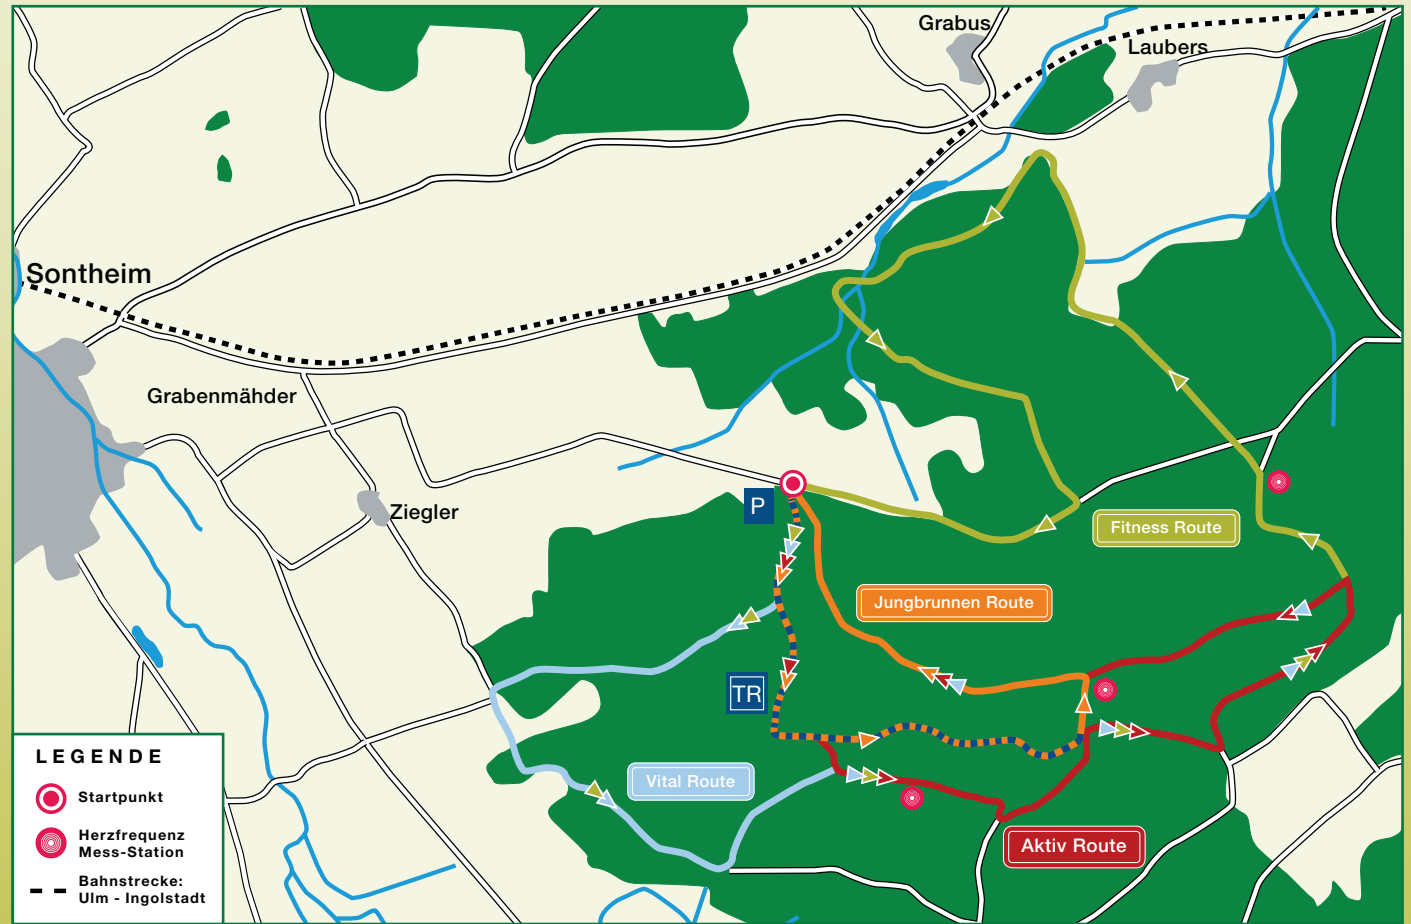 Grabus
Laubers
Sontheim
Grabenmähder
Ziegler
P
Fitness Route
Jungbrunnen Route
TR
Vital Route
Aktiv Route
LEGENDE
Startpunkt
Herzfrequenz
Mess-Station
Bahnstrecke:
Ulm - Ingolstadt